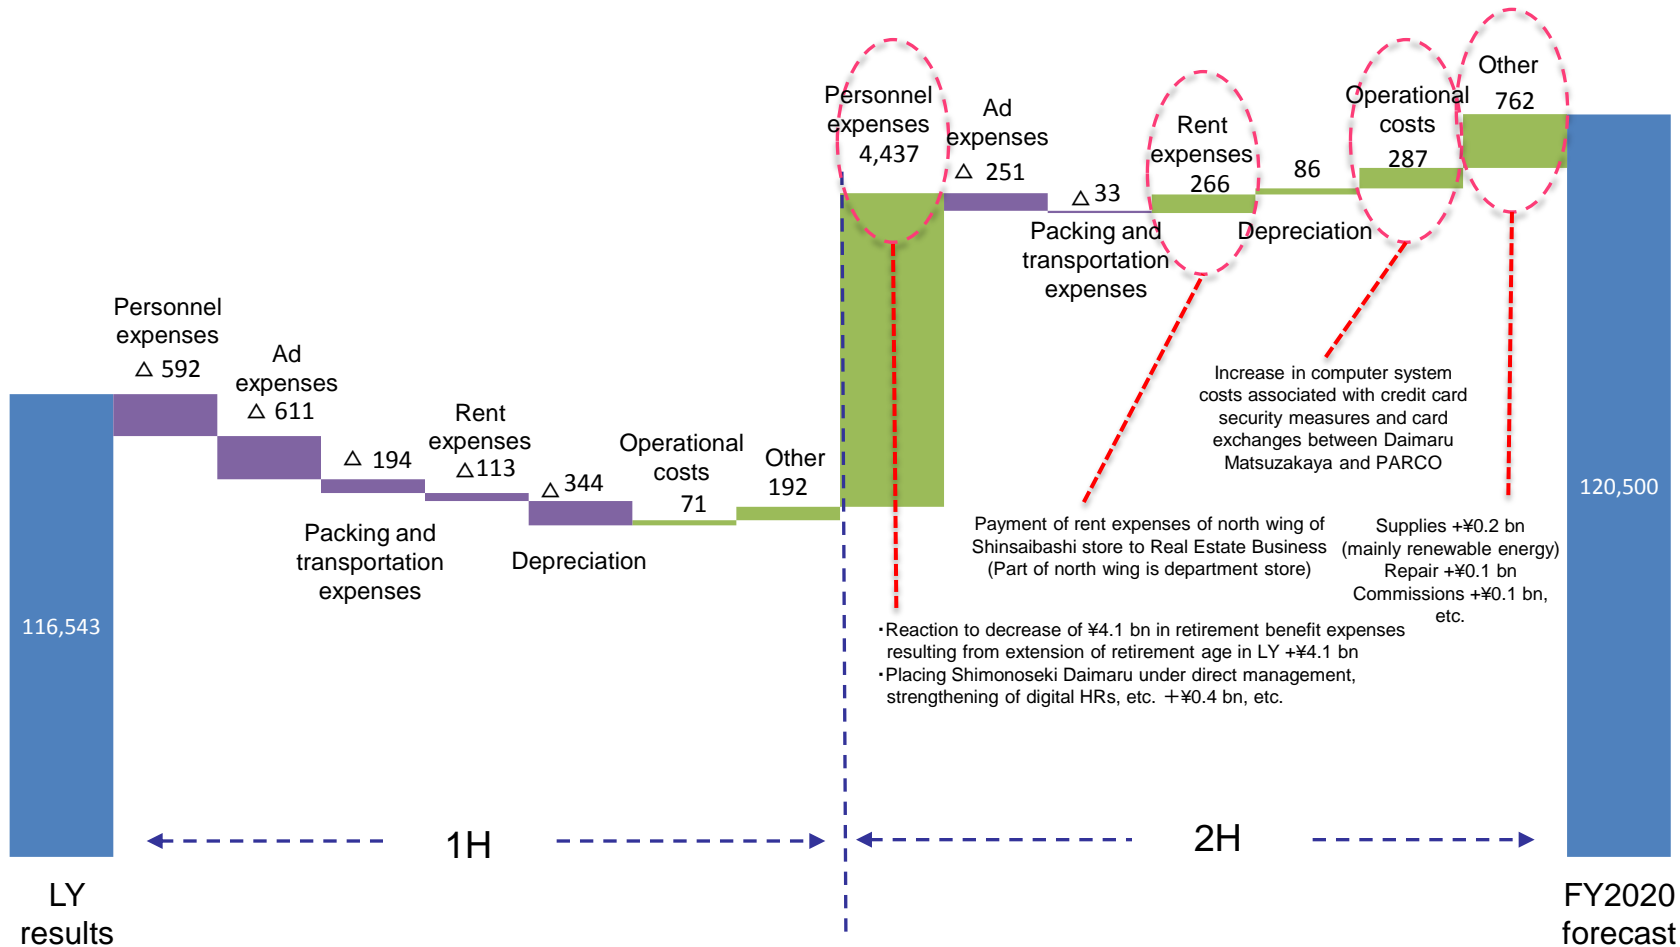 Personnel
expenses
△ 592
Ad
expenses
△ 611
△ 194
Packing and
transportation
expenses
Rent
expenses
△113
△344
Depreciation
Operational
costs
71
Other
192
Personnel
expenses
4,437
Ad
expenses
△ 251
△33
Packing and
transportation
expenses
Rent
expenses
266
86
Depreciation
Operational
costs
287
Other
762
Increase in computer system
costs associated with credit card
security measures and card
exchanges between Daimaru
Matsuzakaya and PARCO
Payment of rent expenses of north wing of
Shinsaibashi store to Real Estate Business
(Part of north wing is department store)
Supplies +¥0.2 bn
(mainly renewable energy)
Repair +¥0.1 bn
Commissions +¥0.1 bn,
etc.
・Reaction to decrease of ¥4.1 bn in retirement benefit expenses
resulting from extension of retirement age in LY +¥4.1 bn
・Placing Shimonoseki Daimaru under direct management,
strengthening of digital HRs, etc. ＋¥0.4 bn, etc.
116,543
120,500
1H
2H
LY
results
FY2020
forecast